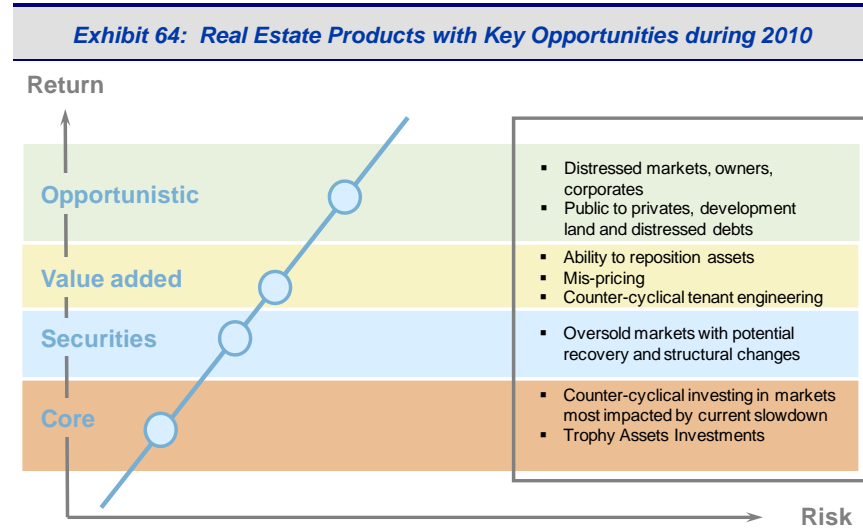 Exhibit 64: Real Estate Products with Key Opportunities during 2010
Return
Opportunistic
▪ Distressed markets, owners,
corporates
▪ Public to privates, development
land and distressed debts
Value added
▪ Ability to reposition assets
▪ Mis-pricing
▪ Counter-cyclical tenant engineering
Securities
▪ Oversold markets with potential
recovery and structural changes
Core
▪ Counter-cyclical investing in markets
most impacted by current slowdown
▪ Trophy Assets Investments
Risk